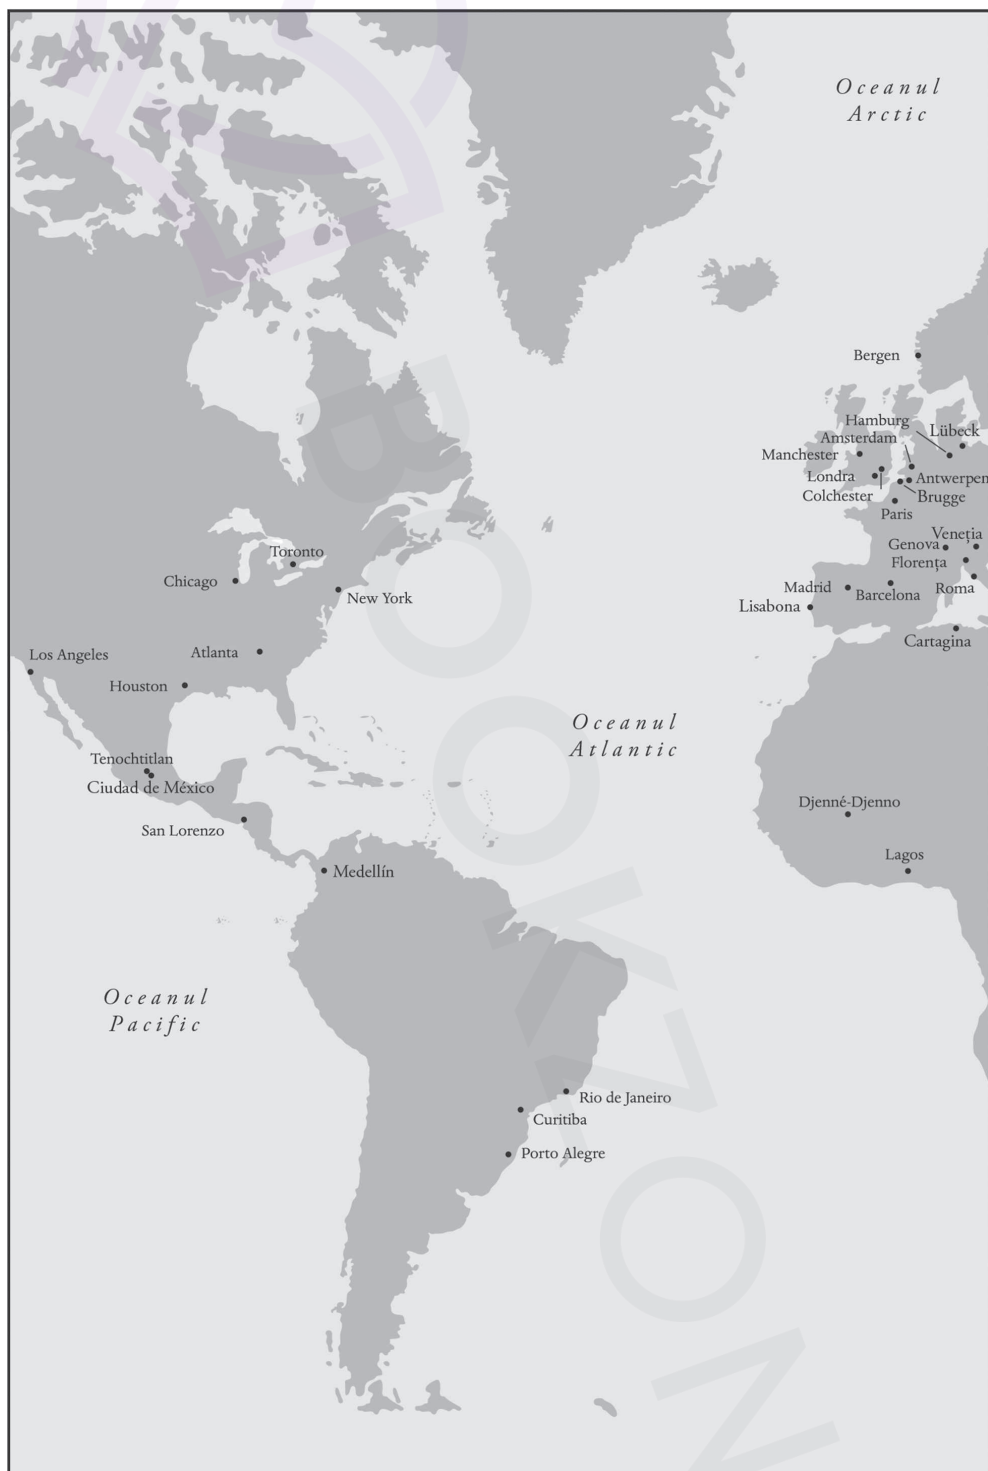 Oceanul
Arctic
Bergen
Hamburg
Amsterdam
Lübeck
Manchester
Londra
Colchester
Antwerpen
Brugge
Paris
Veneția
Genova
Florența
Madrid
Barcelona
Roma
Lisabona
Cartagina
Toronto
Chicago
New York
Los Angeles
Atlanta
Houston
Oceanul
Atlantic
Tenochtitlan
Ciudad de México
San Lorenzo
Medellín
Djenné-Djenno
Lagos
Oceanul
Pacific
Rio de Janeiro
Curitiba
Porto Alegre
BOOKZONE